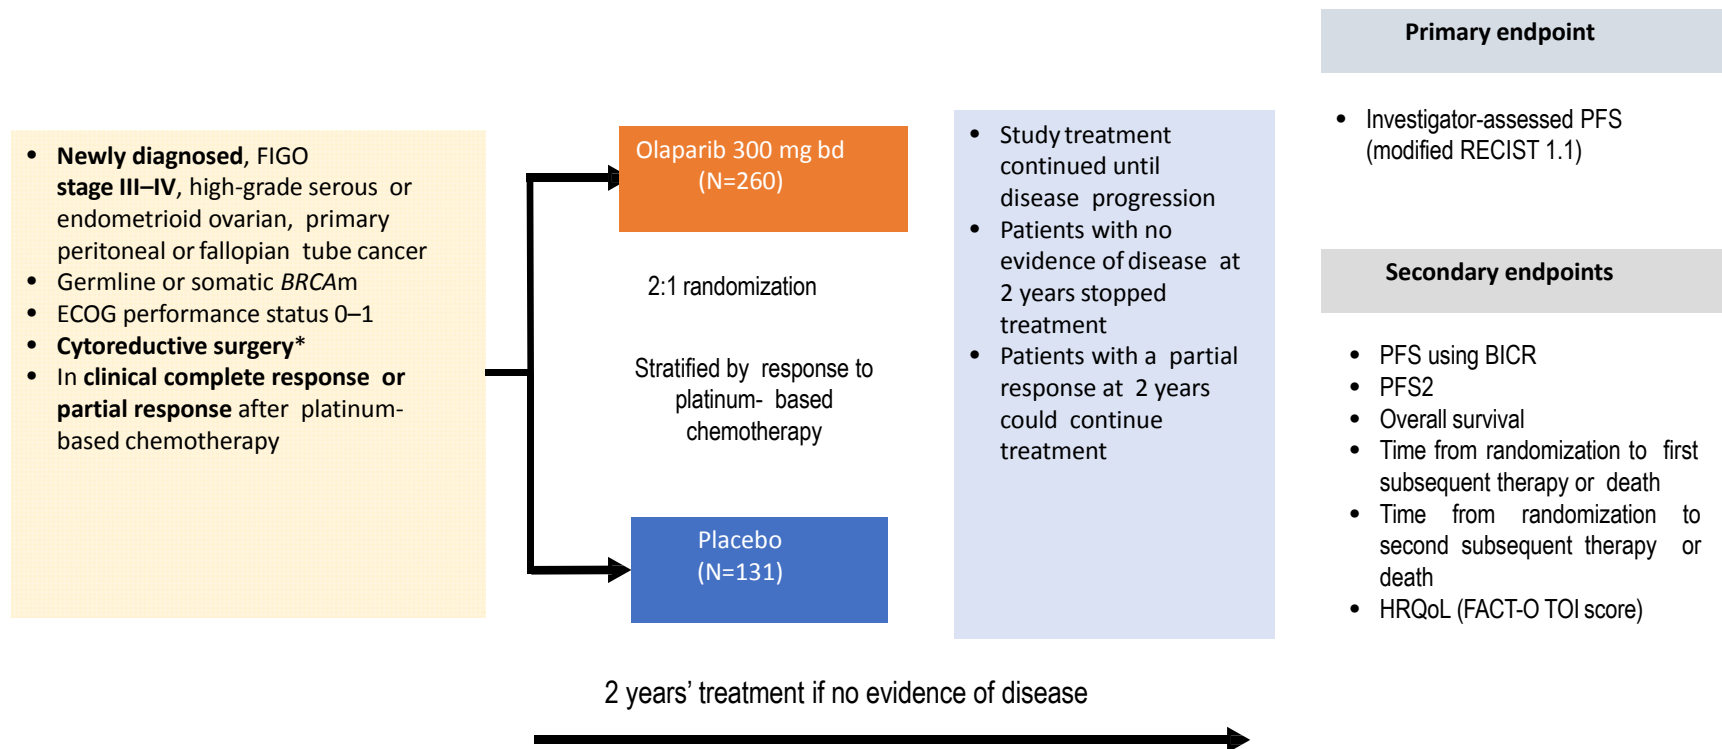 • Newly diagnosed, FIGO
stage III–IV, high-grade serous or
endometrioid ovarian, primary
peritoneal or fallopian tube cancer
• Germline or somatic BRCAm
• ECOG performance status 0–1
• Cytoreductive surgery*
• In clinical complete response or
partial response after platinum-
based chemotherapy
Olaparib 300 mg bd
(N=260)
2:1 randomization
Stratified by response to
platinum- based
chemotherapy
Placebo
(N=131)
• Study treatment
continued until
disease progression
• Patients with no
evidence of disease at
2 years stopped
treatment
• Patients with a partial
response at 2 years
could continue
treatment
Primary endpoint
• Investigator-assessed PFS
(modified RECIST 1.1)
Secondary endpoints
• PFS using BICR
• PFS2
• Overall survival
• Time from randomization to first
subsequent therapy or death
• Time from randomization to
second subsequent therapy or
death
• HRQoL (FACT-O TOI score)
2 years’ treatment if no evidence of disease